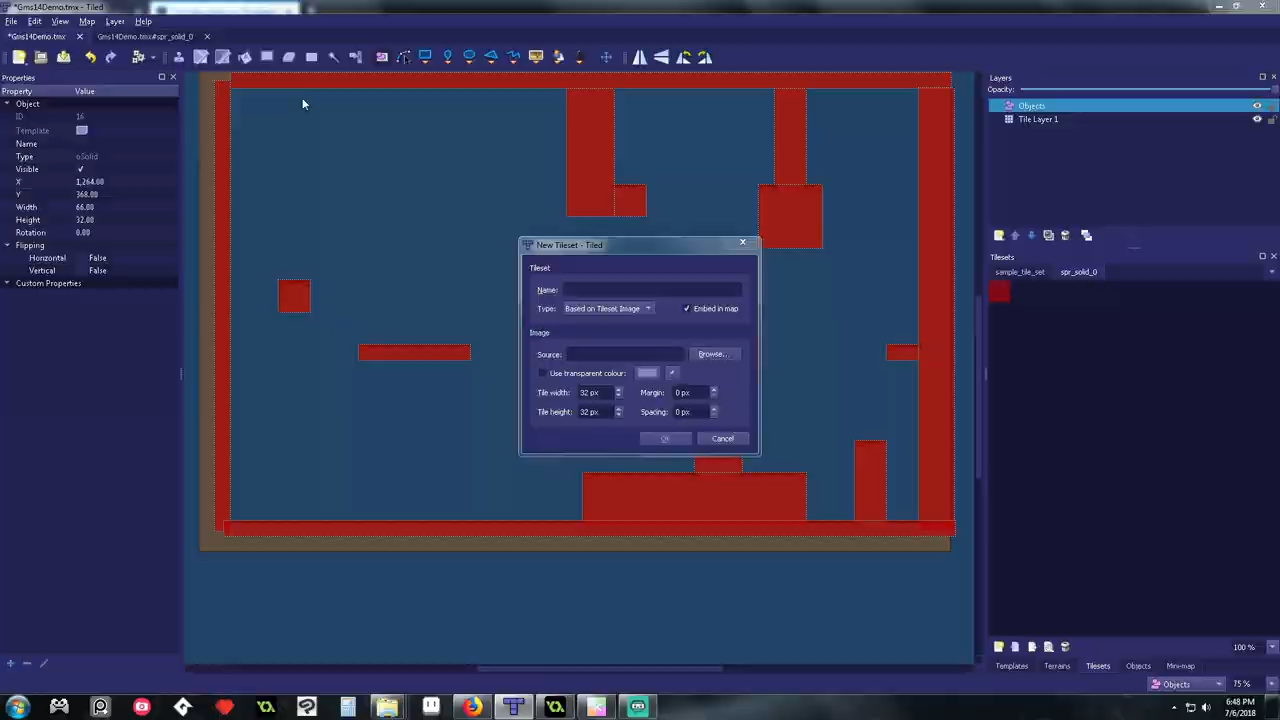 *Gms14Demo.tmx - Tiled
File Edit View Map Layer Help
*Gms14Demo.tmx
Gms14Demo.tmx#spr_solid_0
Properties
Property Value
Object
ID 16
Template
Name
Type oSolid
Visible
X 1,264.00
Y 368.00
Width 66.00
Height 32.00
Rotation 0.00
Flipping
Horizontal False
Vertical False
Custom Properties
New Tileset - Tiled
Tileset
Name:
Type: Based on Tileset Image Embed in map
Image
Source: Browse...
Use transparent colour:
Tile width: 32 px Margin: 0 px
Tile height: 32 px Spacing: 0 px
OK Cancel
Layers
Opacity:
Objects
Tile Layer 1
Tilesets
sample_tile_set spr_solid_0
100 %
Templates Terrains Tilesets Objects Mini-map
Objects 75 %
6:48 PM
7/6/2018